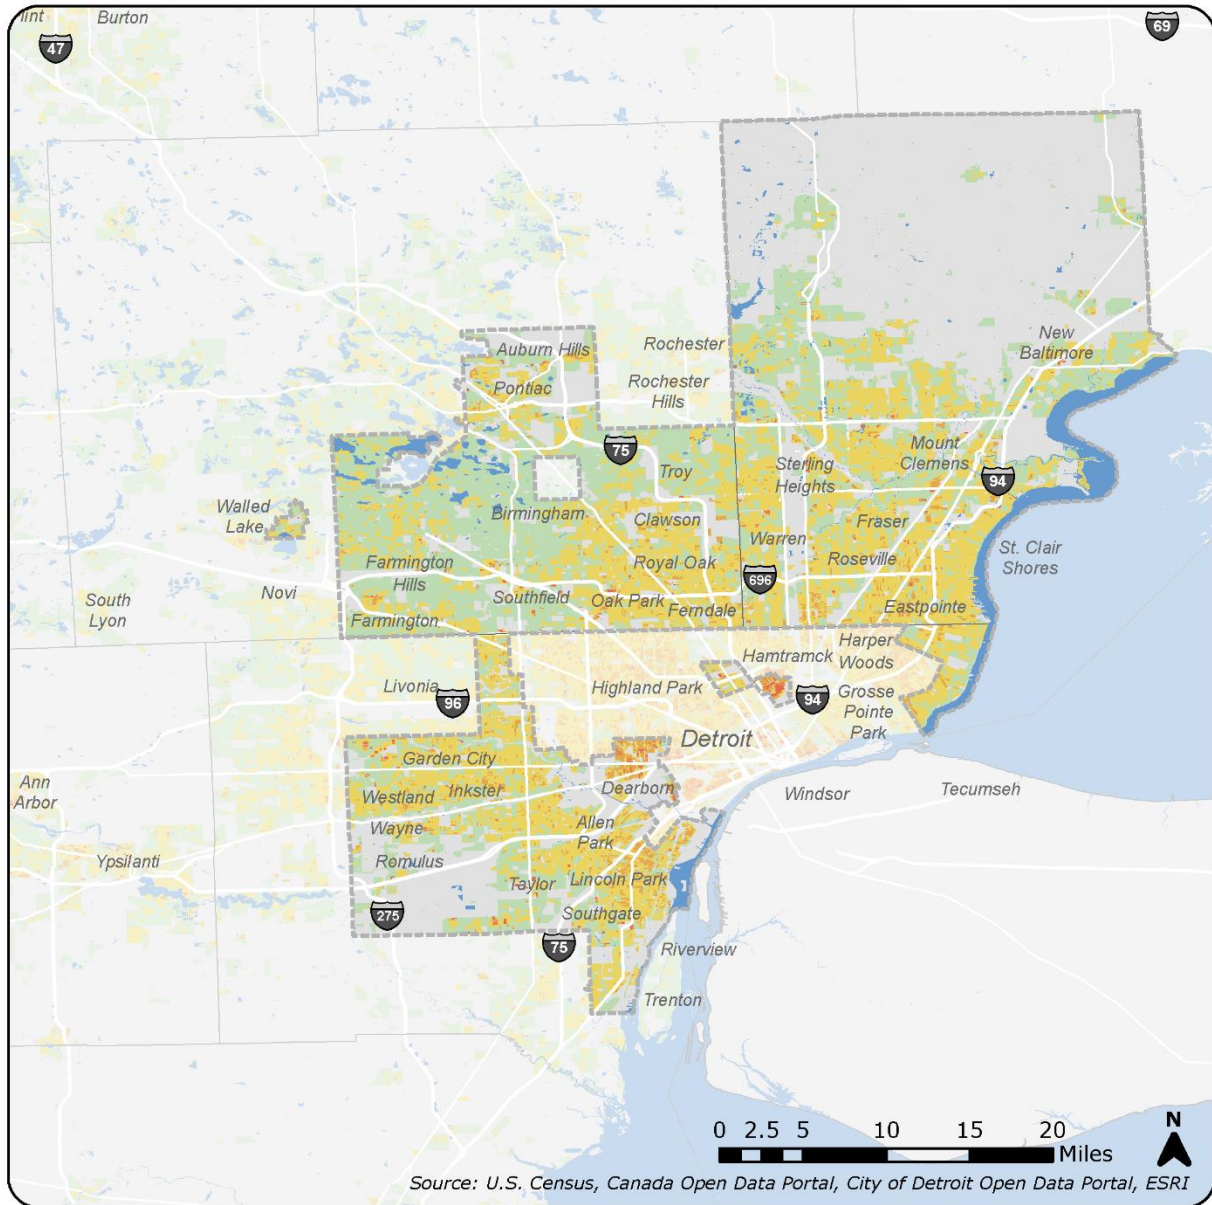 lint
Burton
47
69
New
Baltimore
Rochester
Auburn Hills
Rochester
Hills
Pontiac
75
Troy
Mount
Clemens
Sterling
Heights
94
Walled
Lake
Birmingham
Clawson
Fraser
Warren
Roseville
St. Clair
Shores
Farmington
Hills
Royal Oak
696
Novi
South
Lyon
Southfield
Oak Park
Ferndale
Eastpointe
Farmington
Hamtramck
Harper
Woods
Livonia
96
Highland Park
94
Grosse
Pointe
Park
Detroit
Garden City
Ann
Arbor
Westland
Inkster
Dearborn
Windsor
Tecumseh
Wayne
Allen
Park
Ypsilanti
Romulus
Taylor
Lincoln Park
275
Southgate
75
Riverview
Trenton
0 2.5 5 10 15 20
Miles
N
Source: U.S. Census, Canada Open Data Portal, City of Detroit Open Data Portal, ESRI